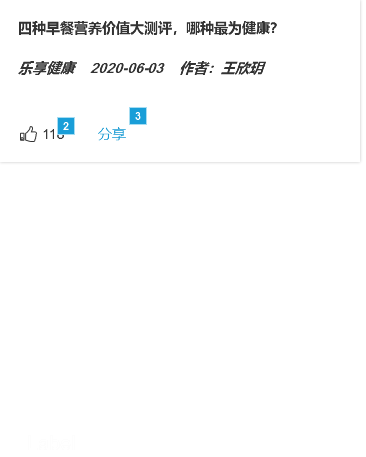 四种早餐营养价值大测评，哪种最为健康？
乐享健康 2020-06-03 作者：王欣玥
3
2
118 分享